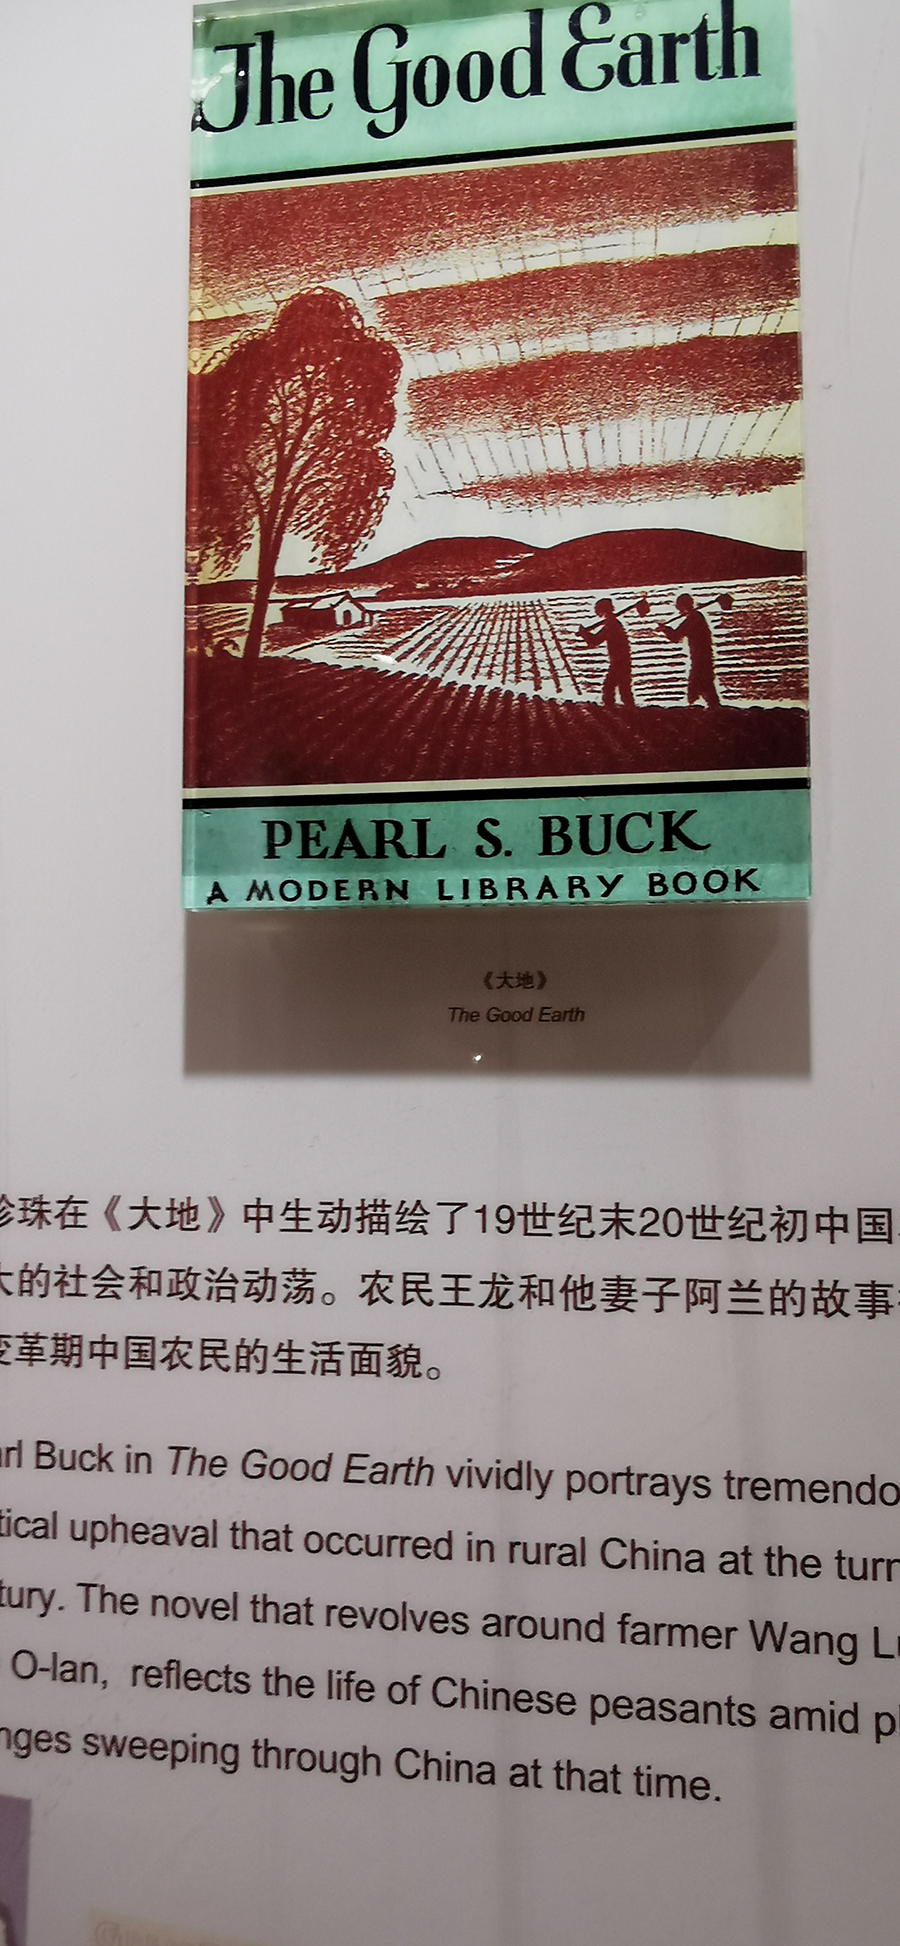 The Good Earth
PEARL S. BUCK
A MODERN LIBRARY BOOK
《大地》
The Good Earth
珍珠在《大地》中生动描绘了19世纪末20世纪初中国
大的社会和政治动荡。农民王龙和他妻子阿兰的故事
变革期中国农民的生活面貌。
arl Buck in The Good Earth vividly portrays tremendo
tical upheaval that occurred in rural China at the turn
tury. The novel that revolves around farmer Wang Lu
O-lan, reflects the life of Chinese peasants amid p
nges sweeping through China at that time.